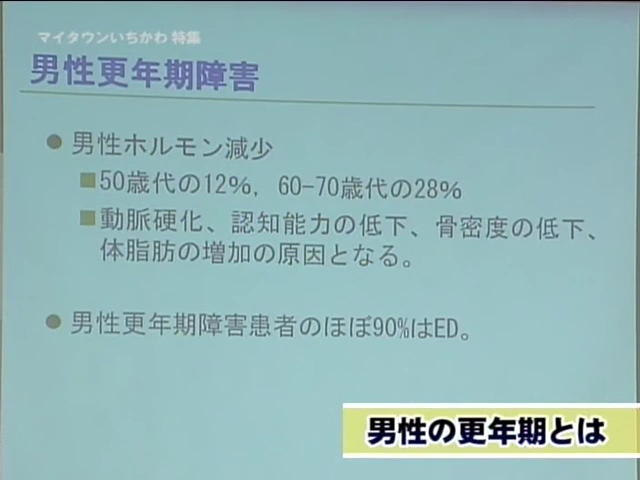 マイタウンいちかわ 特集
男性更年期障害
● 男性ホルモン減少
■50歳代の12%, 60-70歳代の28%
■動脈硬化、認知能力の低下、骨密度の低下、
体脂肪の増加の原因となる。
● 男性更年期障害患者のほぼ90%はED。
男性の更年期とは